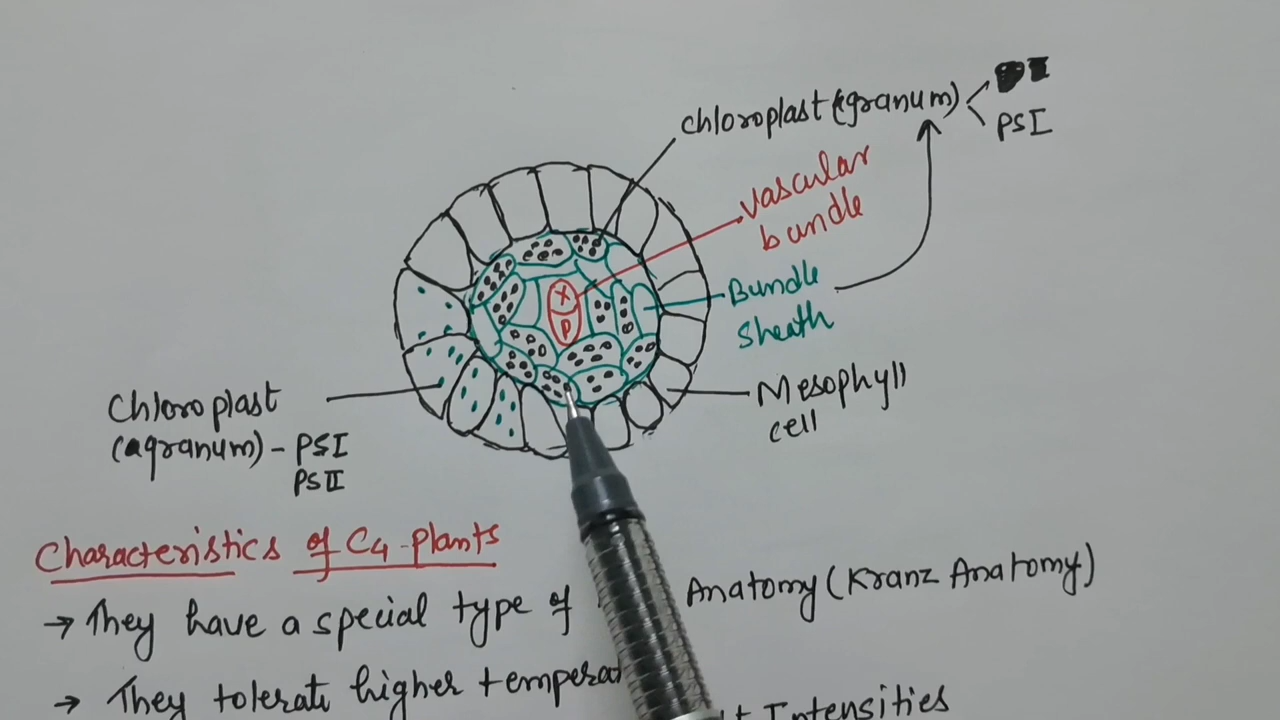 chloroplast (granum)
PSI
vascular
bundle
Bundle
sheath
Mesophyll
cell
X
P
Chloroplast
(agranum) - PSI
PSII
Characteristics of C4-Plants
→ They have a special type of Anatomy (Kranz Anatomy)
→ They tolerate higher Intensities